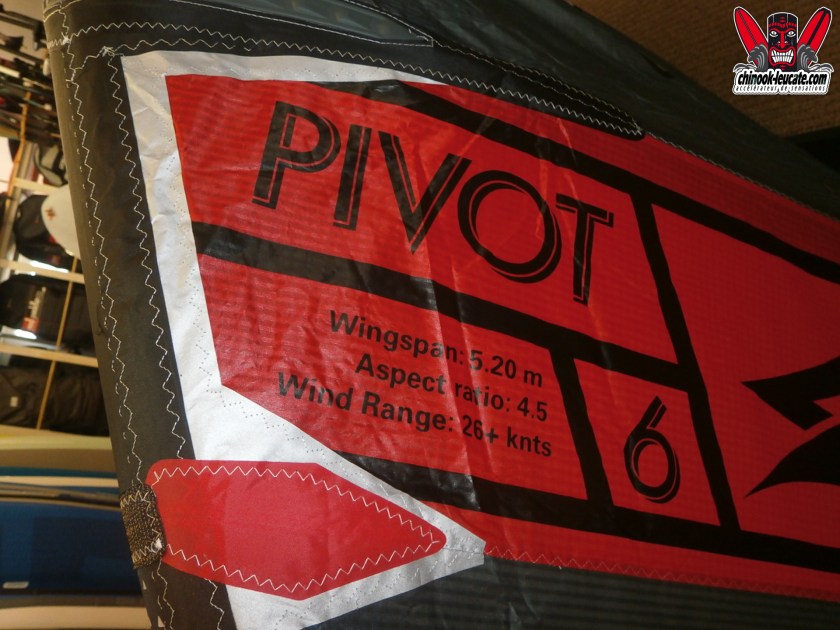 chinook-leucate.com
accélérateur de sensations
PIVOT
Wingspan: 5.20 m
Aspect ratio: 4.5
Wind Range: 26+ knts
6